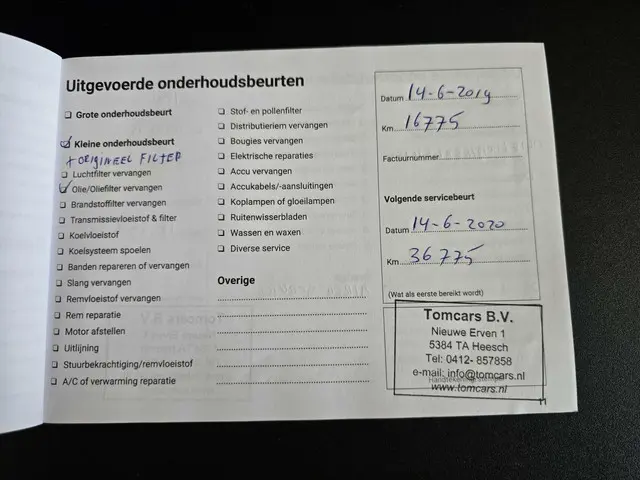 Uitgevoerde onderhoudsbeurten
Grote onderhoudsbeurt
Kleine onderhoudsbeurt
+ ORIGINEEL FILTER
Luchtfilter vervangen
Olie/Oliefilter vervangen
Brandstoffilter vervangen
Transmissievloeistof & filter
Koelvloeistof
Koelsysteem spoelen
Banden repareren of vervangen
Slang vervangen
Remvloeistof vervangen
Rem reparatie
Motor afstellen
Uitlijning
Stuurbekrachtiging/remvloeistof
A/C of verwarming reparatie
Stof- en pollenfilter
Distributieriem vervangen
Bougies vervangen
Elektrische reparaties
Accu vervangen
Accukabels/-aansluitingen
Koplampen of gloeilampen
Ruitenwisserbladen
Wassen en waxen
Diverse service
Overige
Datum 14-6-2019
Km 16775
Factuurnummer
Volgende servicebeurt
Datum 14-6-2020
Km 36775
(Wat als eerste bereikt wordt)
Tomcars B.V.
Nieuwe Erven 1
5384 TA Heesch
Tel: 0412- 857858
e-mail: info@tomcars.nl
www.tomcars.nl
11